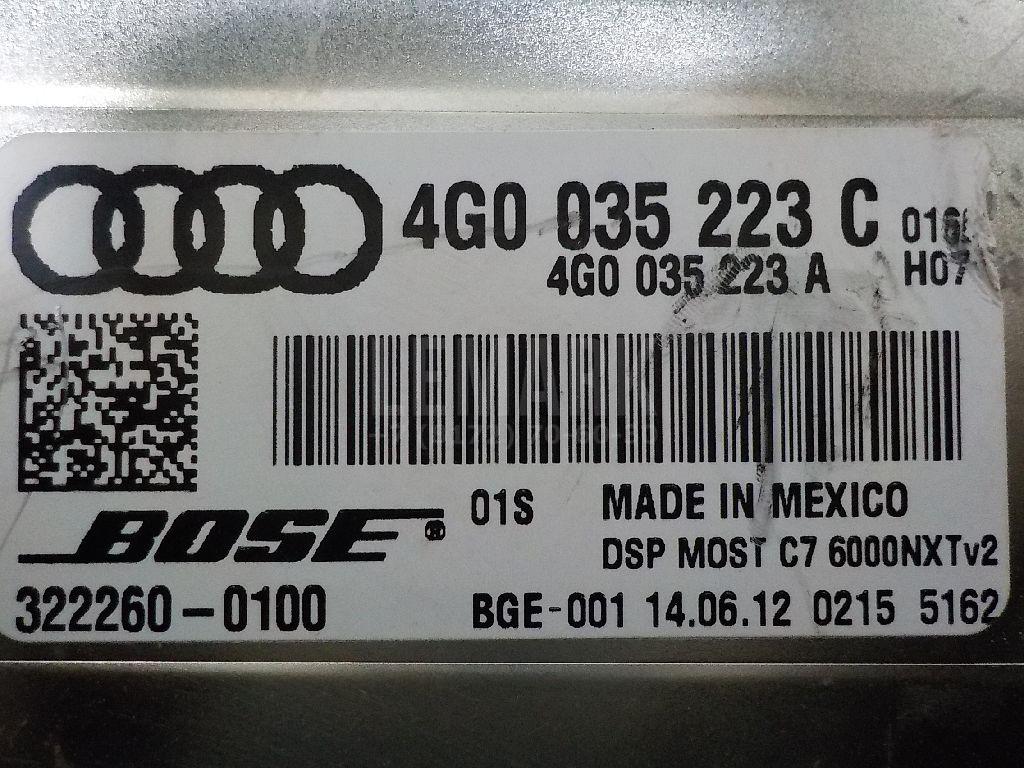 4G0 035 223 C
4G0 035 223 A H07
LEMARK
01S MADE IN MEXICO
BOSE®
DSP MOST C7 6000NXTv2
322260-0100 BGE-001 14.06.12 0215 5162